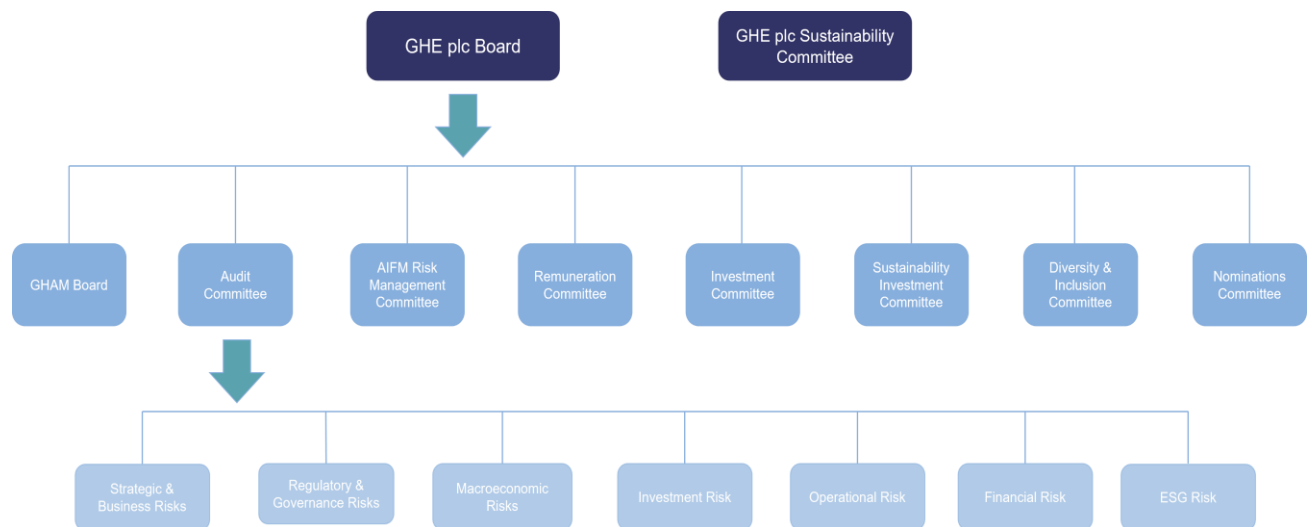 GHE plc Board
GHE plc Sustainability
Committee
GHAM Board
Audit
Committee
AIFM Risk
Management
Committee
Remuneration
Committee
Investment
Committee
Sustainability
Investment
Committee
Diversity &
Inclusion
Committee
Nominations
Committee
Strategic &
Business Risks
Regulatory &
Governance Risks
Macroeconomic
Risks
Investment Risk
Operational Risk
Financial Risk
ESG Risk